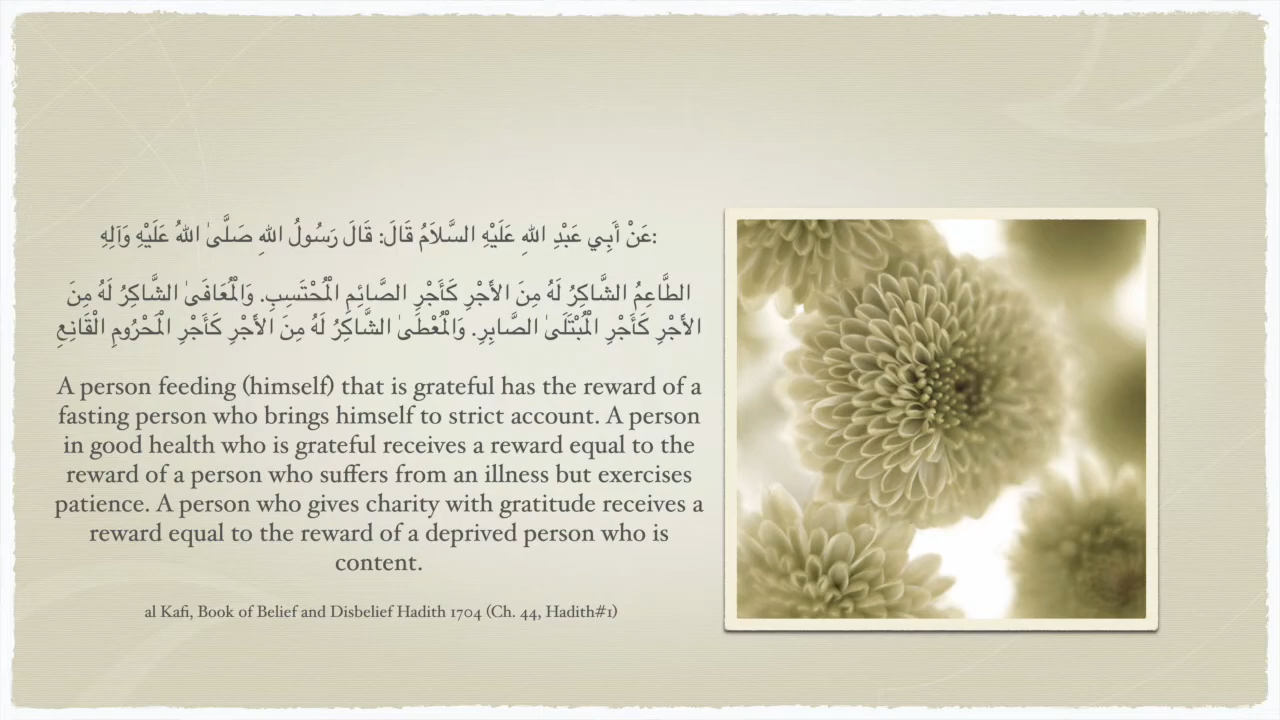 عَنْ أَبِي عَبْدِ اللهِ عَلَيْهِ السَّلاَمُ قَالَ: قَالَ رَسُولُ اللهِ صَلَّىٰ اللهُ عَلَيْهِ وَآلِهِ:
الطَّاعِمُ الشَّاكِرُ لَهُ مِنَ الأَجْرِ كَأَجْرِ الصَّائِمِ الْمُحْتَسِبِ. وَالْمُعَافَىٰ الشَّاكِرُ لَهُ مِنَ
الأَجْرِ كَأَجْرِ الْمُبْتَلَىٰ الصَّابِرِ. وَالْمُعْطَىٰ الشَّاكِرُ لَهُ مِنَ الأَجْرِ كَأَجْرِ الْمَحْرُومِ الْقَانِعِ
A person feeding (himself) that is grateful has the reward of a
fasting person who brings himself to strict account. A person
in good health who is grateful receives a reward equal to the
reward of a person who suffers from an illness but exercises
patience. A person who gives charity with gratitude receives a
reward equal to the reward of a deprived person who is
content.
al Kafi, Book of Belief and Disbelief Hadith 1704 (Ch. 44, Hadith#1)